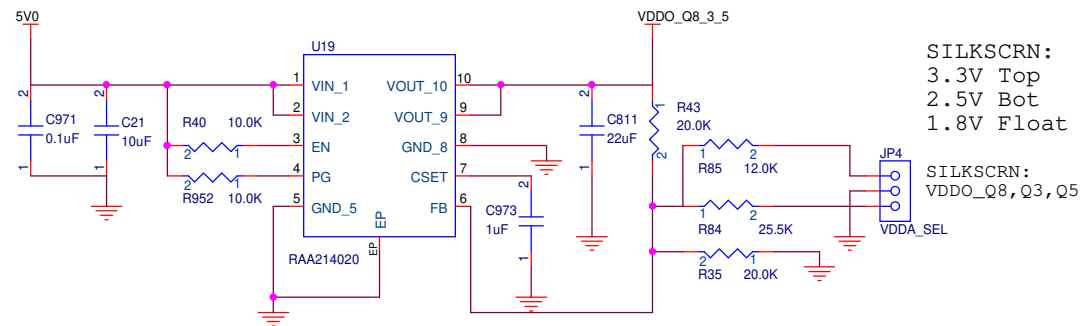 5V0
VDDO_Q8_3_5
SILKSCRN:
3.3V Top
2.5V Bot
1.8V Float
U19
1 VIN_1 VOUT_10 10
2 VIN_2 VOUT_9 9
3 EN GND_8 8
4 PG CSET 7
5 GND_5 FB 6
EP
EP
RAA214020
2
C971
0.1uF
1
2
C21
10uF
1
R40 10.0K
2 1
2 1
R952 10.0K
2
C973
1uF
1
2
C811
22uF
1
1
R43
20.0K
2
1 2
R85 12.0K
1 2
R84 25.5K
2 1
R35 20.0K
JP4
VDDA_SEL
SILKSCRN:
VDDO_Q8,Q3,Q5